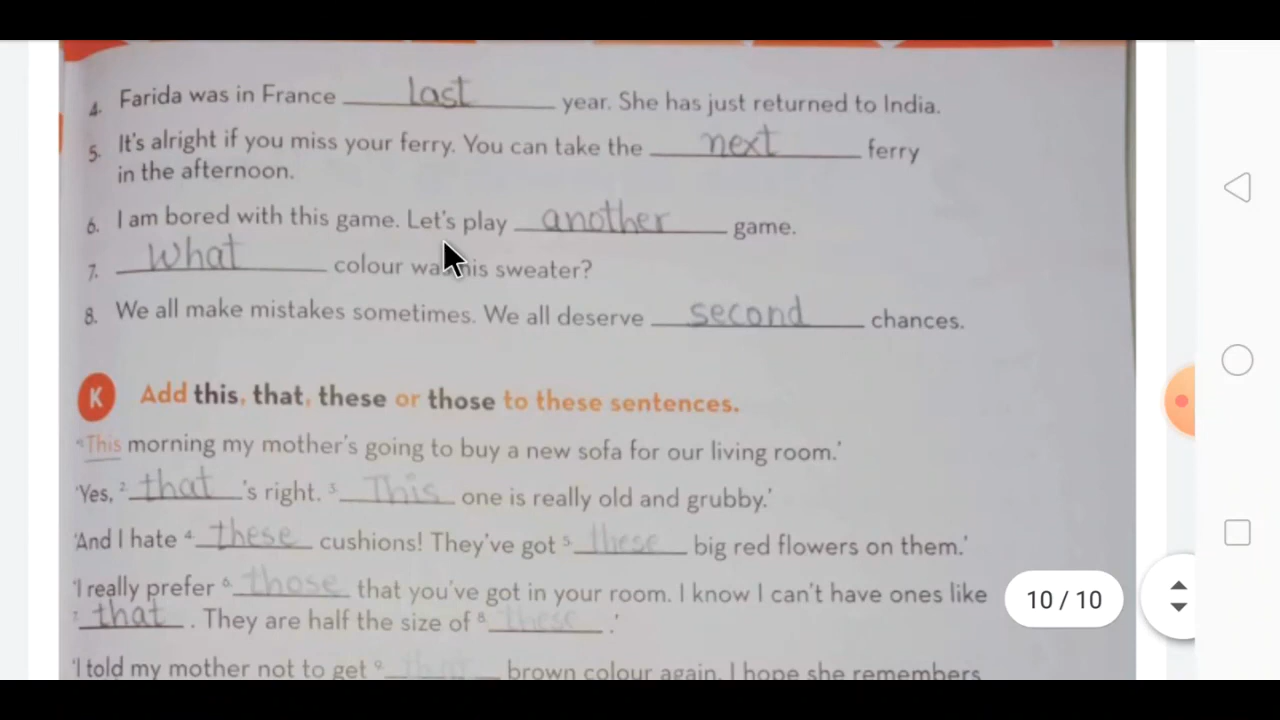 4. Farida was in France last year. She has just returned to India.
5. It's alright if you miss your ferry. You can take the next ferry
in the afternoon.
6. I am bored with this game. Let's play another game.
7. What colour was his sweater?
8. We all make mistakes sometimes. We all deserve second chances.
K Add this, that, these or those to these sentences.
'This morning my mother's going to buy a new sofa for our living room.'
'Yes, 2. that 's right. 3. This one is really old and grubby.'
'And I hate 4. these cushions! They've got 5. these big red flowers on them.'
'I really prefer 6. those that you've got in your room. I know I can't have ones like
7. that . They are half the size of 8. these .'
'I told my mother not to get 9. that brown colour again. I hope she remembers
10 / 10